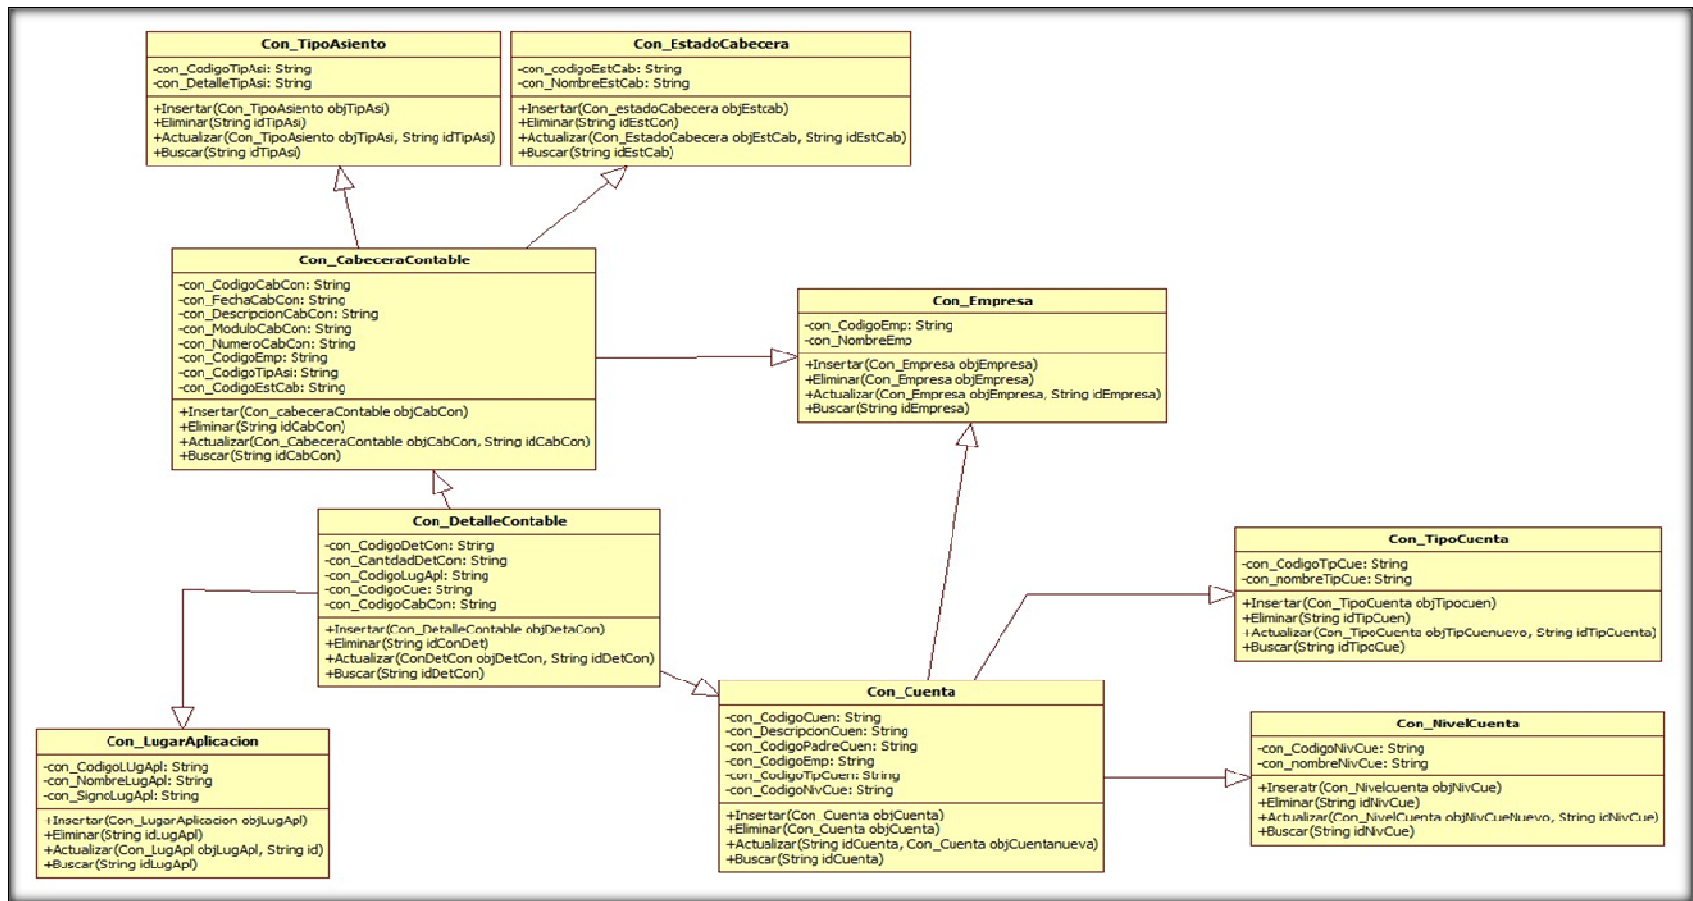 Con_TipoAsiento
-con_CodigoTipAsi: String
-con_DetalleTipAsi: String
+Insertar(Con_TipoAsiento objTipAsi)
+Eliminar(String idTipAsi)
+Actualizar(Con_TipoAsiento objTipAsi, String idTipAsi)
+Buscar(String idTipAsi)
Con_EstadoCabecera
-con_codigoEstCab: String
-con_NombreEstCab: String
+Insertar(Con_estadoCabecera objEstcab)
+Eliminar(String idEstCon)
+Actualizar(Con_EstadoCabecera objEstCab, String idEstCab)
+Buscar(String idEstCab)
Con_CabeceraContable
-con_CodigoCabCon: String
-con_FechaCabCon: String
-con_DescripcionCabCon: String
-con_ModuloCabCon: String
-con_NumeroCabCon: String
-con_CodigoEmp: String
-con_CodigoTipAsi: String
-con_CodigoEstCab: String
+Insertar(Con_cabeceraContable objCabCon)
+Eliminar(String idCabCon)
+Actualizar(Con_CabeceraContable objCabCon, String idCabCon)
+Buscar(String idCabCon)
Con_Empresa
-con_CodigoEmp: String
-con_NombreEmp
+Insertar(Con_Empresa objEmpresa)
+Eliminar(Con_Empresa objEmpresa)
+Actualizar(Con_Empresa objEmpresa, String idEmpresa)
+Buscar(String idEmpresa)
Con_DetalleContable
-con_CodigoDetCon: String
-con_CantdadDetCon: String
-con_CodigoLugApl: String
-con_CodigoCue: String
-con_CodigoCabCon: String
+Insertar(Con_DetalleContable objDetaCon)
+Eliminar(String idConDet)
+Actualizar(ConDetCon objDetCon, String idDetCon)
+Buscar(String idDetCon)
Con_TipoCuenta
-con_CodigoTpCue: String
-con_nombreTipCue: String
+Insertar(Con_TipoCuenta objTipocuen)
+Eliminar(String idTipCuen)
+Actualizar(Con_TipoCuenta objTipCuenuevo, String idTipCuenta)
+Buscar(String idTipoCue)
Con_Cuenta
-con_CodigoCuen: String
-con_DescripcionCuen: String
-con_CodigoPadreCuen: String
-con_CodigoEmp: String
-con_CodigoTipCuen: String
-con_CodigoNivCue: String
+Insertar(Con_Cuenta objCuenta)
+Eliminar(Con_Cuenta objCuenta)
+Actualizar(String idCuenta, Con_Cuenta objCuentanueva)
+Buscar(String idCuenta)
Con_NivelCuenta
-con_CodigoNivCue: String
-con_nombreNivCue: String
+Inseratr(Con_Nivelcuenta objNivCue)
+Elminar(String idNivCue)
+Actualizar(Con_NivelCuenta objNivCueNuevo, String idNivCue)
+Buscar(String idNivCue)
Con_LugarAplicacion
-con_CodigoLUgApl: String
-con_NombreLugApl: String
-con_SignoLugApl: String
+Insertar(Con_LugarAplicacion objLugApl)
+Eliminar(String idLugApl)
+Actualizar(Con_LugApl objLugApl, String id)
+Buscar(String idLugApl)